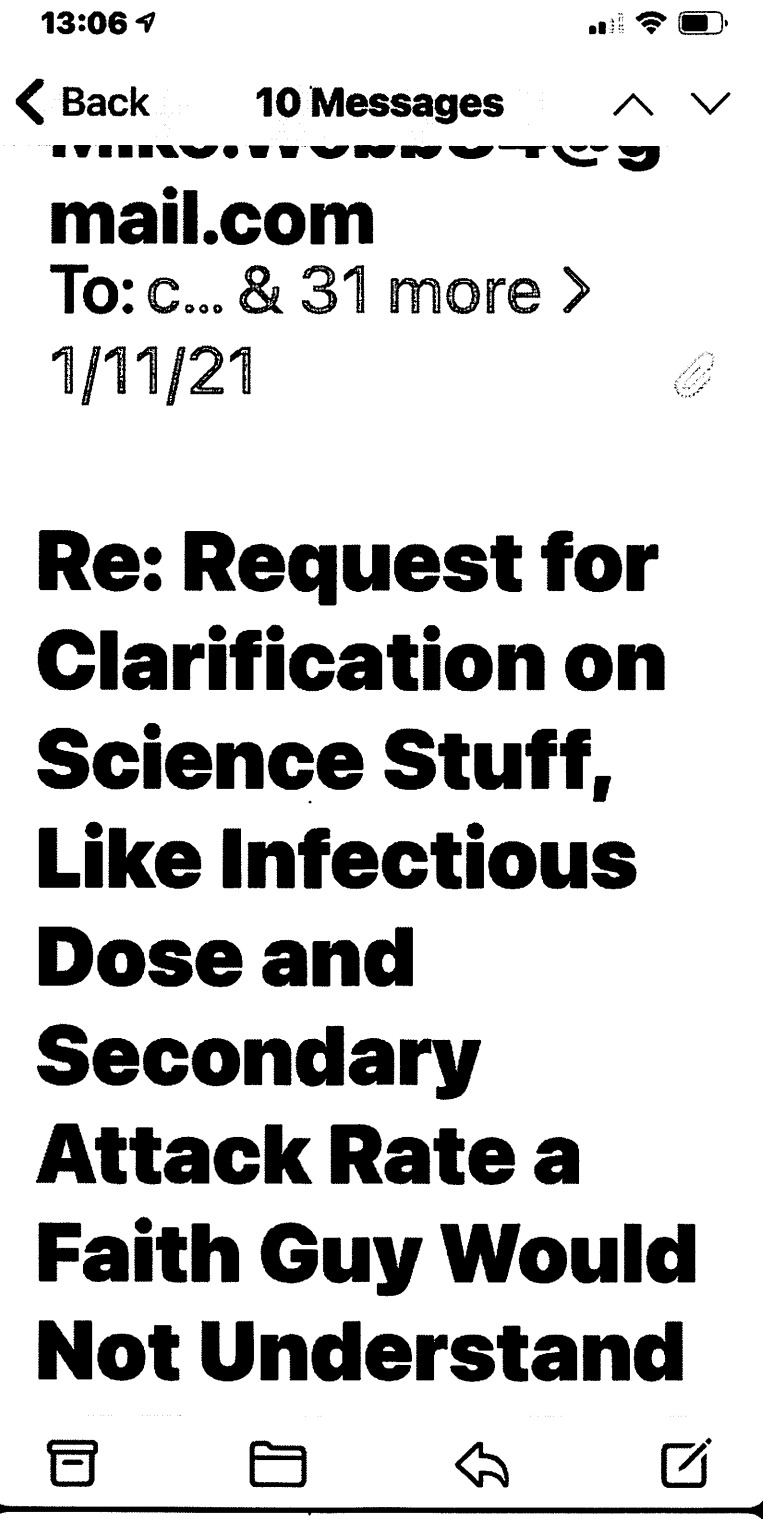 13:06
Back
10 Messages
mail.com
To: c... & 31 more >
1/11/21
Re: Request for
Clarification on
Science Stuff,
Like Infectious
Dose and
Secondary
Attack Rate a
Faith Guy Would
Not Understand